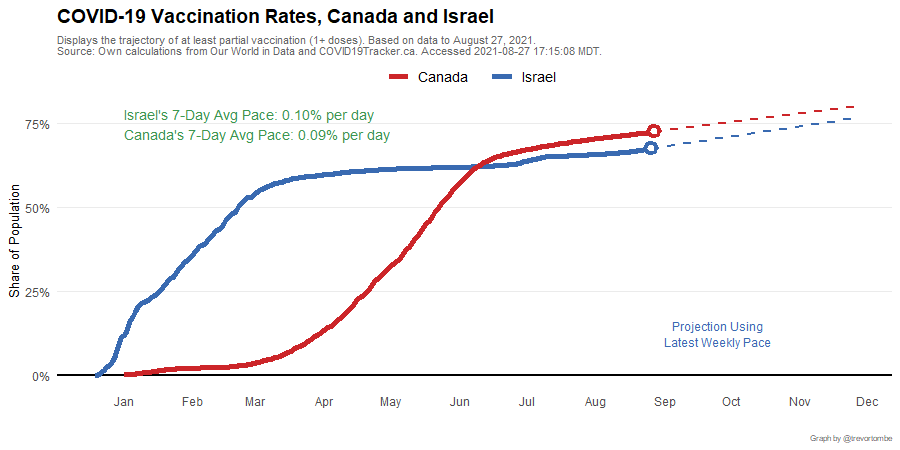 COVID-19 Vaccination Rates, Canada and Israel
Displays the trajectory of at least partial vaccination (1+ doses). Based on data to August 27, 2021.
Source: Own calculations from Our World in Data and COVID19Tracker.ca. Accessed 2021-08-27 17:15:08 MDT.
Canada Israel
Israel's 7-Day Avg Pace: 0.10% per day
Canada's 7-Day Avg Pace: 0.09% per day
Share of Population
75%
50%
25%
0%
Projection Using
Latest Weekly Pace
Jan Feb Mar Apr May Jun Jul Aug Sep Oct Nov Dec
Graph by @trevortombe